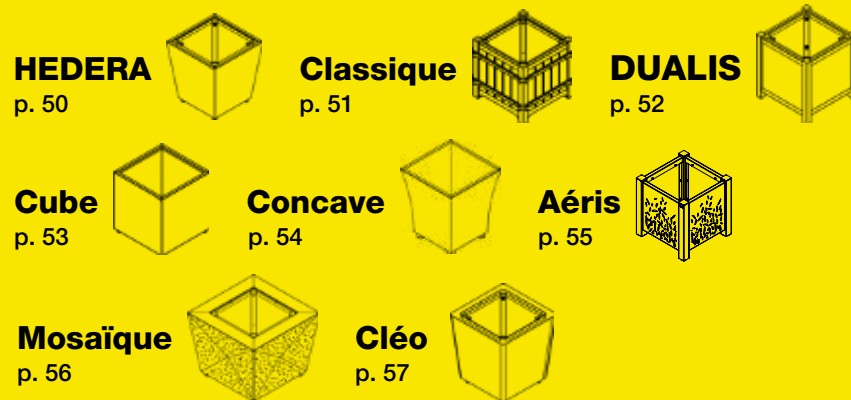 HEDERA
p. 50
Classique
p. 51
DUALIS
p. 52
Cube
p. 53
Concave
p. 54
Aéris
p. 55
Mosaïque
p. 56
Cléo
p. 57